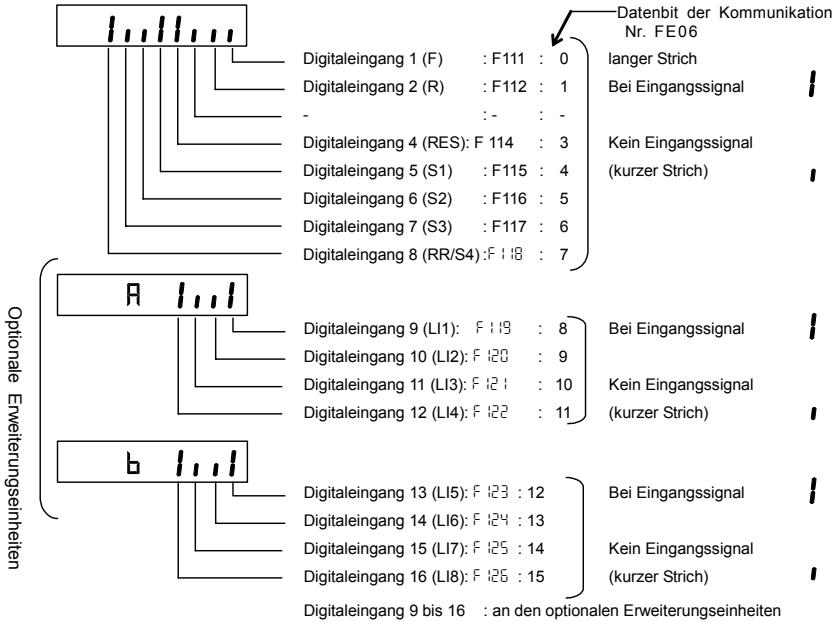 Datenbit der Kommunikation
Nr. FE06
Digitaleingang 1 (F) : F111 : 0 langer Strich
Digitaleingang 2 (R) : F112 : 1 Bei Eingangssignal
- : - : -
Digitaleingang 4 (RES): F 114 : 3 Kein Eingangssignal
Digitaleingang 5 (S1) : F115 : 4 (kurzer Strich)
Digitaleingang 6 (S2) : F116 : 5
Digitaleingang 7 (S3) : F117 : 6
Digitaleingang 8 (RR/S4) :F118 : 7
Optionale Erweiterungseinheiten
A
Digitaleingang 9 (LI1): F119 : 8 Bei Eingangssignal
Digitaleingang 10 (LI2): F120 : 9
Digitaleingang 11 (LI3): F121 : 10 Kein Eingangssignal
Digitaleingang 12 (LI4): F122 : 11 (kurzer Strich)
b
Digitaleingang 13 (LI5): F123 : 12 Bei Eingangssignal
Digitaleingang 14 (LI6): F124 : 13
Digitaleingang 15 (LI7): F125 : 14 Kein Eingangssignal
Digitaleingang 16 (LI8): F126 : 15 (kurzer Strich)
Digitaleingang 9 bis 16 : an den optionalen Erweiterungseinheiten